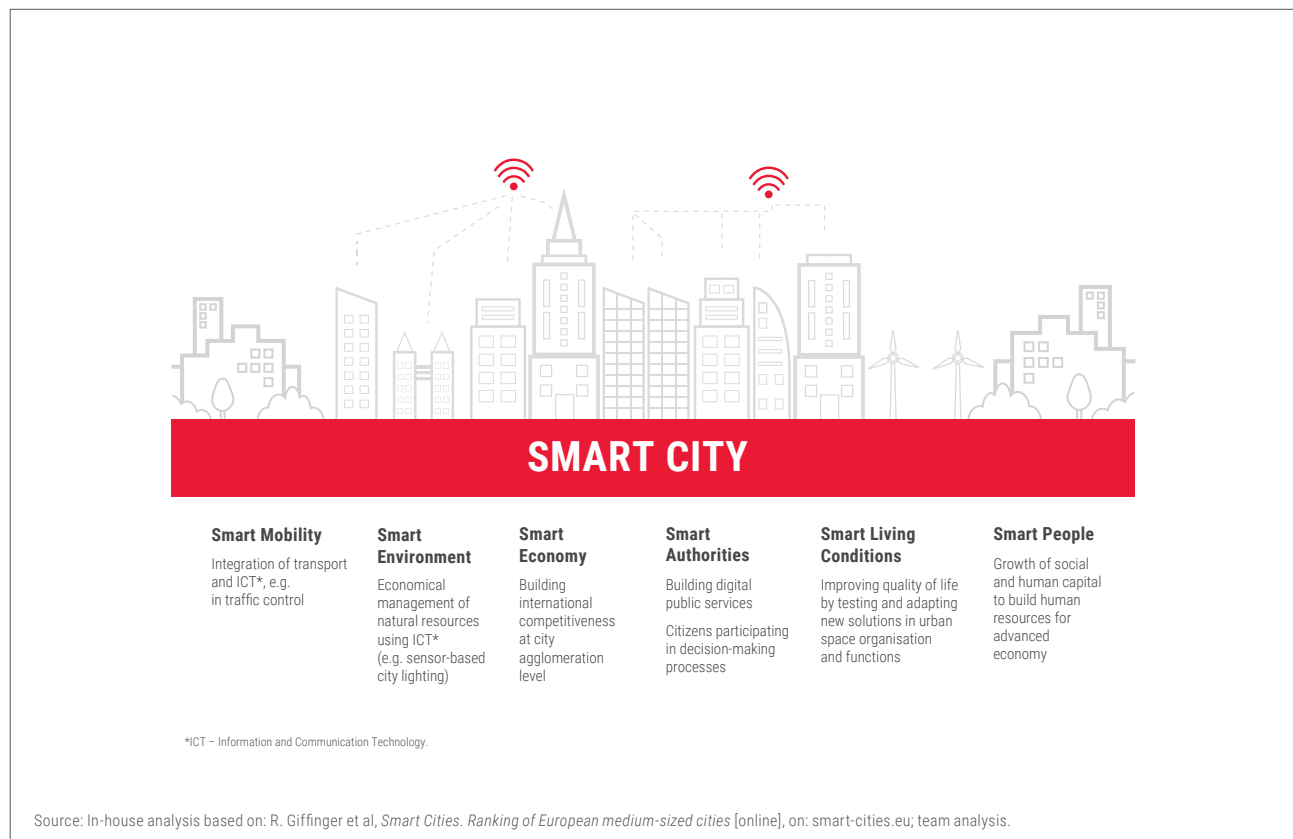 SMART CITY
Smart Mobility
Integration of transport
and ICT*, e.g.
in traffic control
Smart
Environment
Economical
management of
natural resources
using ICT*
(e.g. sensor-based
city lighting)
Smart
Economy
Building
international
competitiveness
at city
agglomeration
level
Smart
Authorities
Building digital
public services
Citizens participating
in decision-making
processes
Smart Living
Conditions
Improving quality of life
by testing and adapting
new solutions in urban
space organisation
and functions
Smart People
Growth of social
and human capital
to build human
resources for
advanced
economy
*ICT – Information and Communication Technology.
Source: In-house analysis based on: R. Giffinger et al, Smart Cities. Ranking of European medium-sized cities [online], on: smart-cities.eu; team analysis.